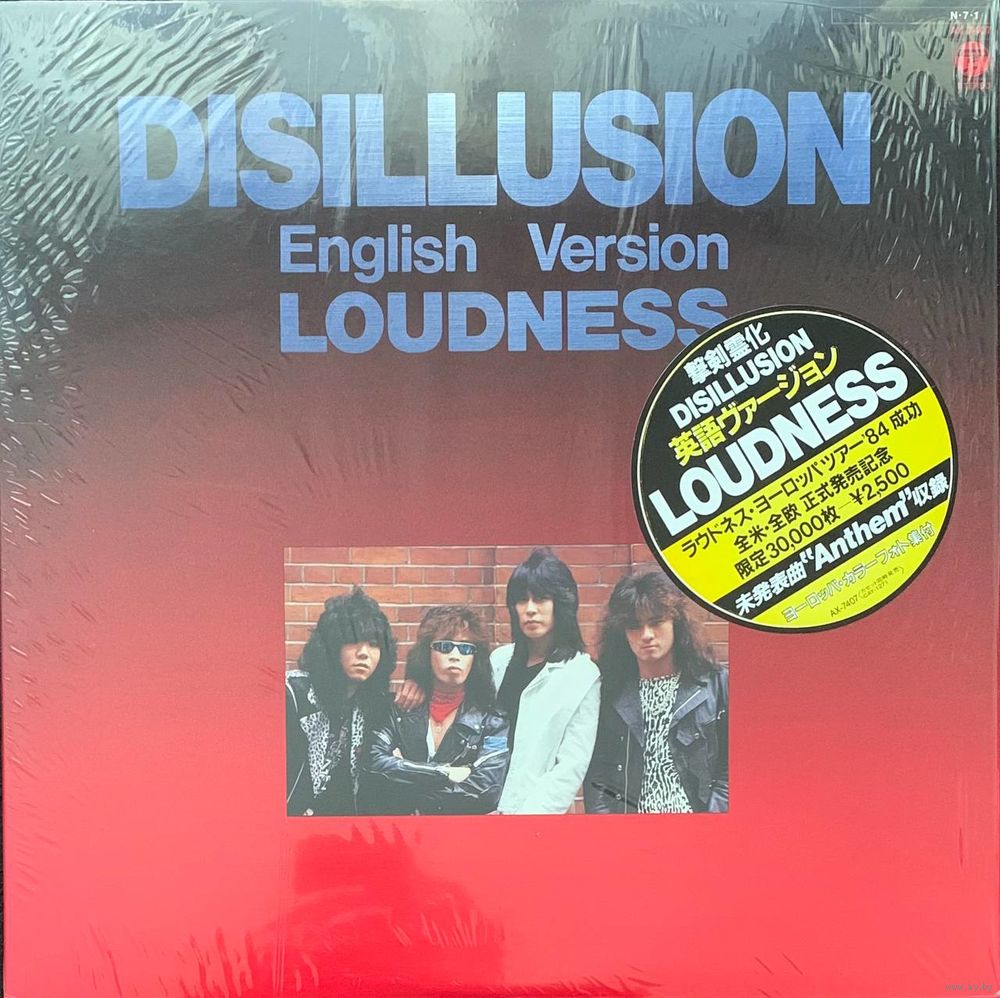 N·7·1
DISILLUSION
English Version
LOUDNESS
撃剣霊化
DISILLUSION
英語ヴァージョン
LOUDNESS
ラウドネス・ヨーロッパツアー'84 成功
全米・全欧 正式発売記念
限定30,000枚—¥2,500
未発表曲“Anthem”収録
ヨーロッパ・カラーフォト集付
AX-7407
www.ay.by